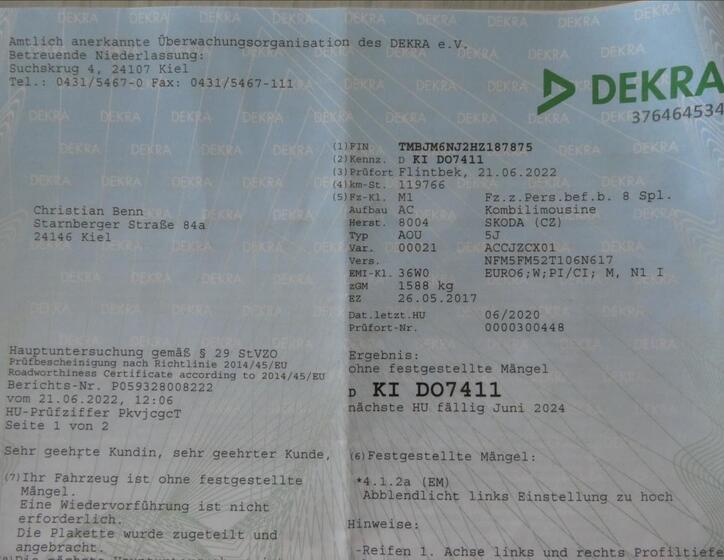 Amtlich anerkannte Überwachungsorganisation des DEKRA e.V.
Betreuende Niederlassung:
Suchskrug 4, 24107 Kiel
Tel.: 0431/5467-0 Fax: 0431/5467-111
DEKRA
376464534
(1) FIN TMBJM6NJ2HZ187875
(2) Kennz. D KI DO7411
(3) Prüfort Flintbek, 21.06.2022
(4) km-St. 119766
(5) Fz-Kl. M1 Fz.z.Pers.bef.b. 8 Spl.
Aufbau AC Kombilimousine
Herst. 8004 SKODA (CZ)
Typ AOU 5J
Var. 00021 ACCJZCX01
Vers. NFM5FM52T106N617
EMI-Kl. 36W0 EURO6;W;PI/CI; M, N1 I
zGM 1588 kg
EZ 26.05.2017
Dat.letzt.HU 06/2020
Prüfort-Nr. 0000300448
Christian Benn
Starnberger Straße 84a
24146 Kiel
Hauptuntersuchung gemäß § 29 StVZO
Prüfbescheinigung nach Richtlinie 2014/45/EU
Roadworthiness Certificate according to 2014/45/EU
Berichts-Nr. P059328008222
vom 21.06.2022, 12:06
HU-Prüfziffer PkvjcgcT
Seite 1 von 2
Ergebnis:
ohne festgestellte Mängel
D KI DO7411
nächste HU fällig Juni 2024
Sehr geehrte Kundin, sehr geehrter Kunde,
(7) Ihr Fahrzeug ist ohne festgestellte
Mängel.
Eine Wiedervorführung ist nicht
erforderlich.
Die Plakette wurde zugeteilt und
angebracht.
(6) Festgestellte Mängel:
*4.1.2a (EM)
Abblendlicht links Einstellung zu hoch
Hinweise:
-Reifen 1. Achse links und rechts Profiltiefe